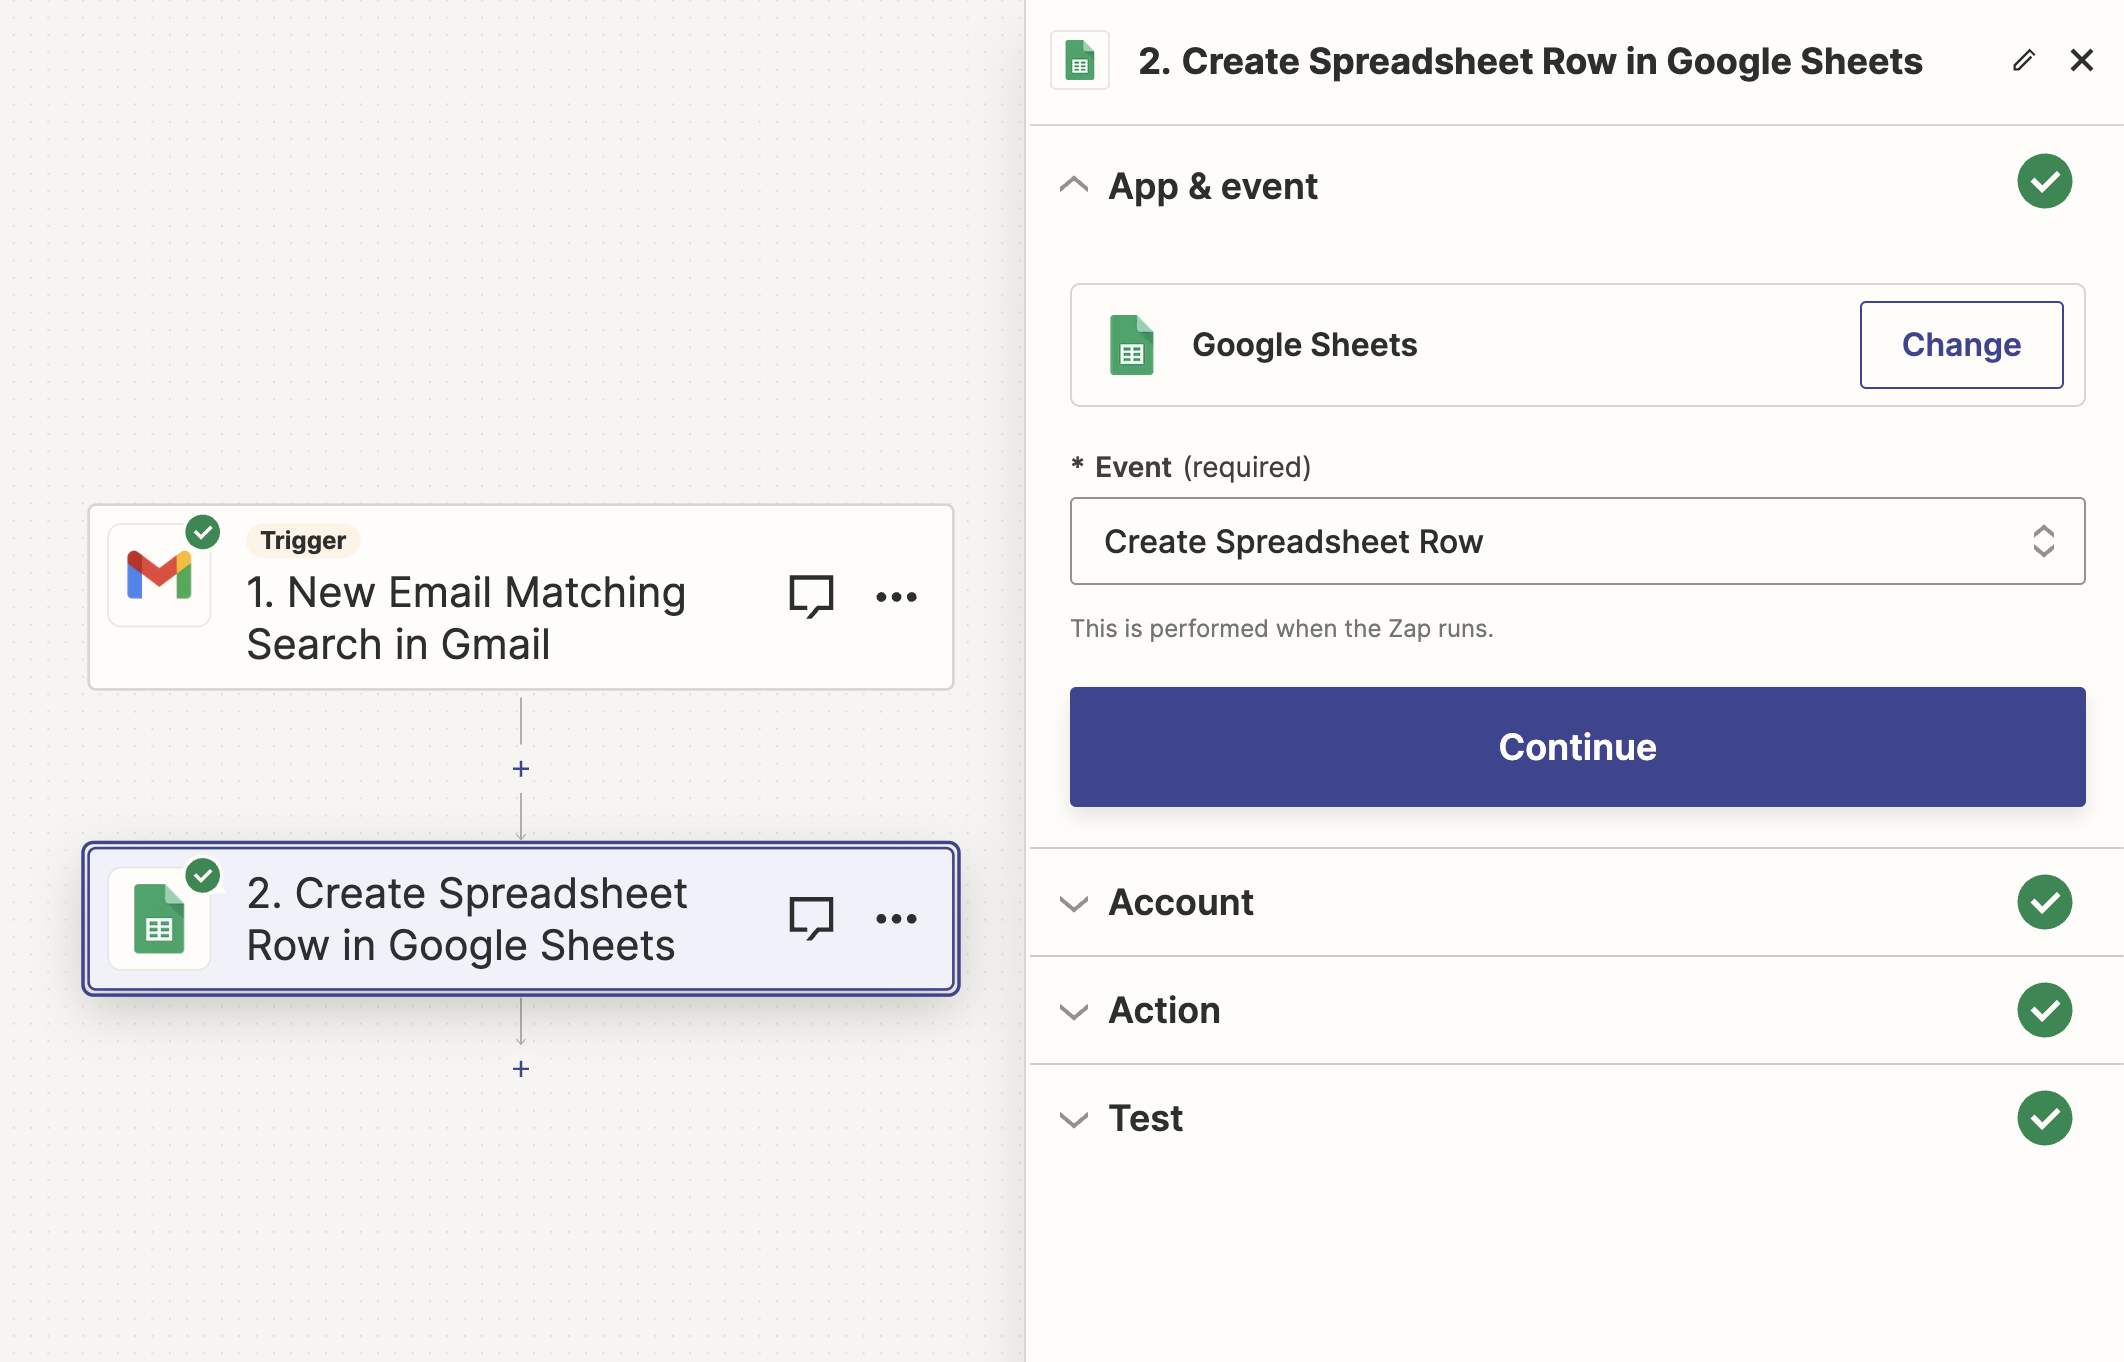 Trigger
1. New Email Matching
Search in Gmail
+
2. Create Spreadsheet
Row in Google Sheets
+
2. Create Spreadsheet Row in Google Sheets
App & event
Google Sheets
Change
* Event (required)
Create Spreadsheet Row
This is performed when the Zap runs.
Continue
Account
Action
Test